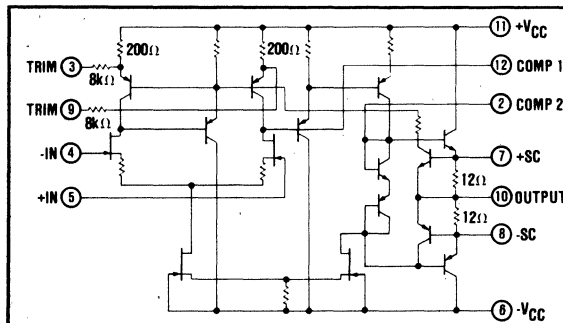 200Ω 200Ω ⑪ +VCC
TRIM ③ ⑫ COMP 1
8kΩ
② COMP 2
TRIM ⑨
8kΩ
-IN ④ ⑦ +SC
12Ω
+IN ⑤ ⑩ OUTPUT
12Ω
⑧ -SC
⑥ -VCC